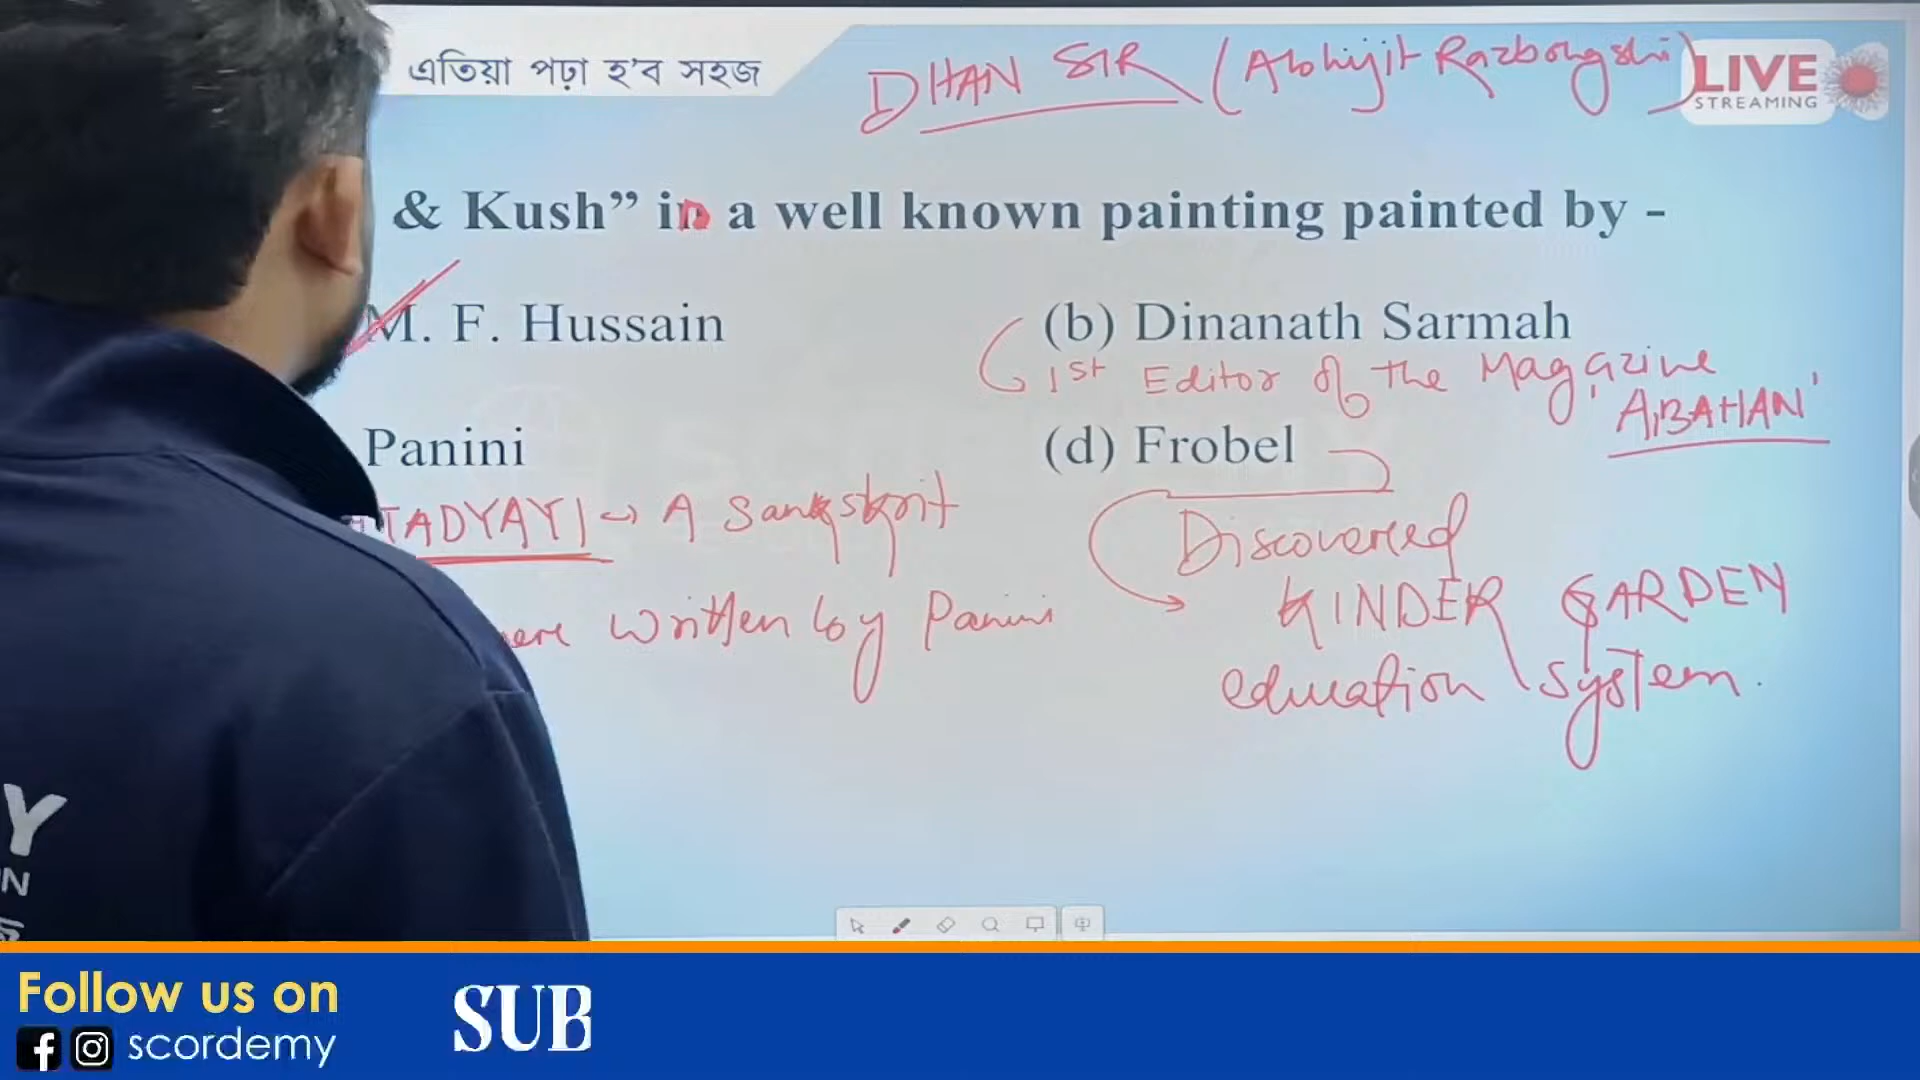 এতিয়া পঢ়া হ'ব সহজ
DHAN SIR (Abhijit Razbongshi)
LIVE
STREAMING
& Kush” in a well known painting painted by -
M. F. Hussain
(b) Dinanath Sarmah
1st Editor of the Magazine
'ABAHAN'
Panini
(d) Frobel
TADYAYI → A Sanskrit
Discovered
were written by Panini
KINDER GARDEN
education system.
Y
N
Follow us on
scordemy
SUB